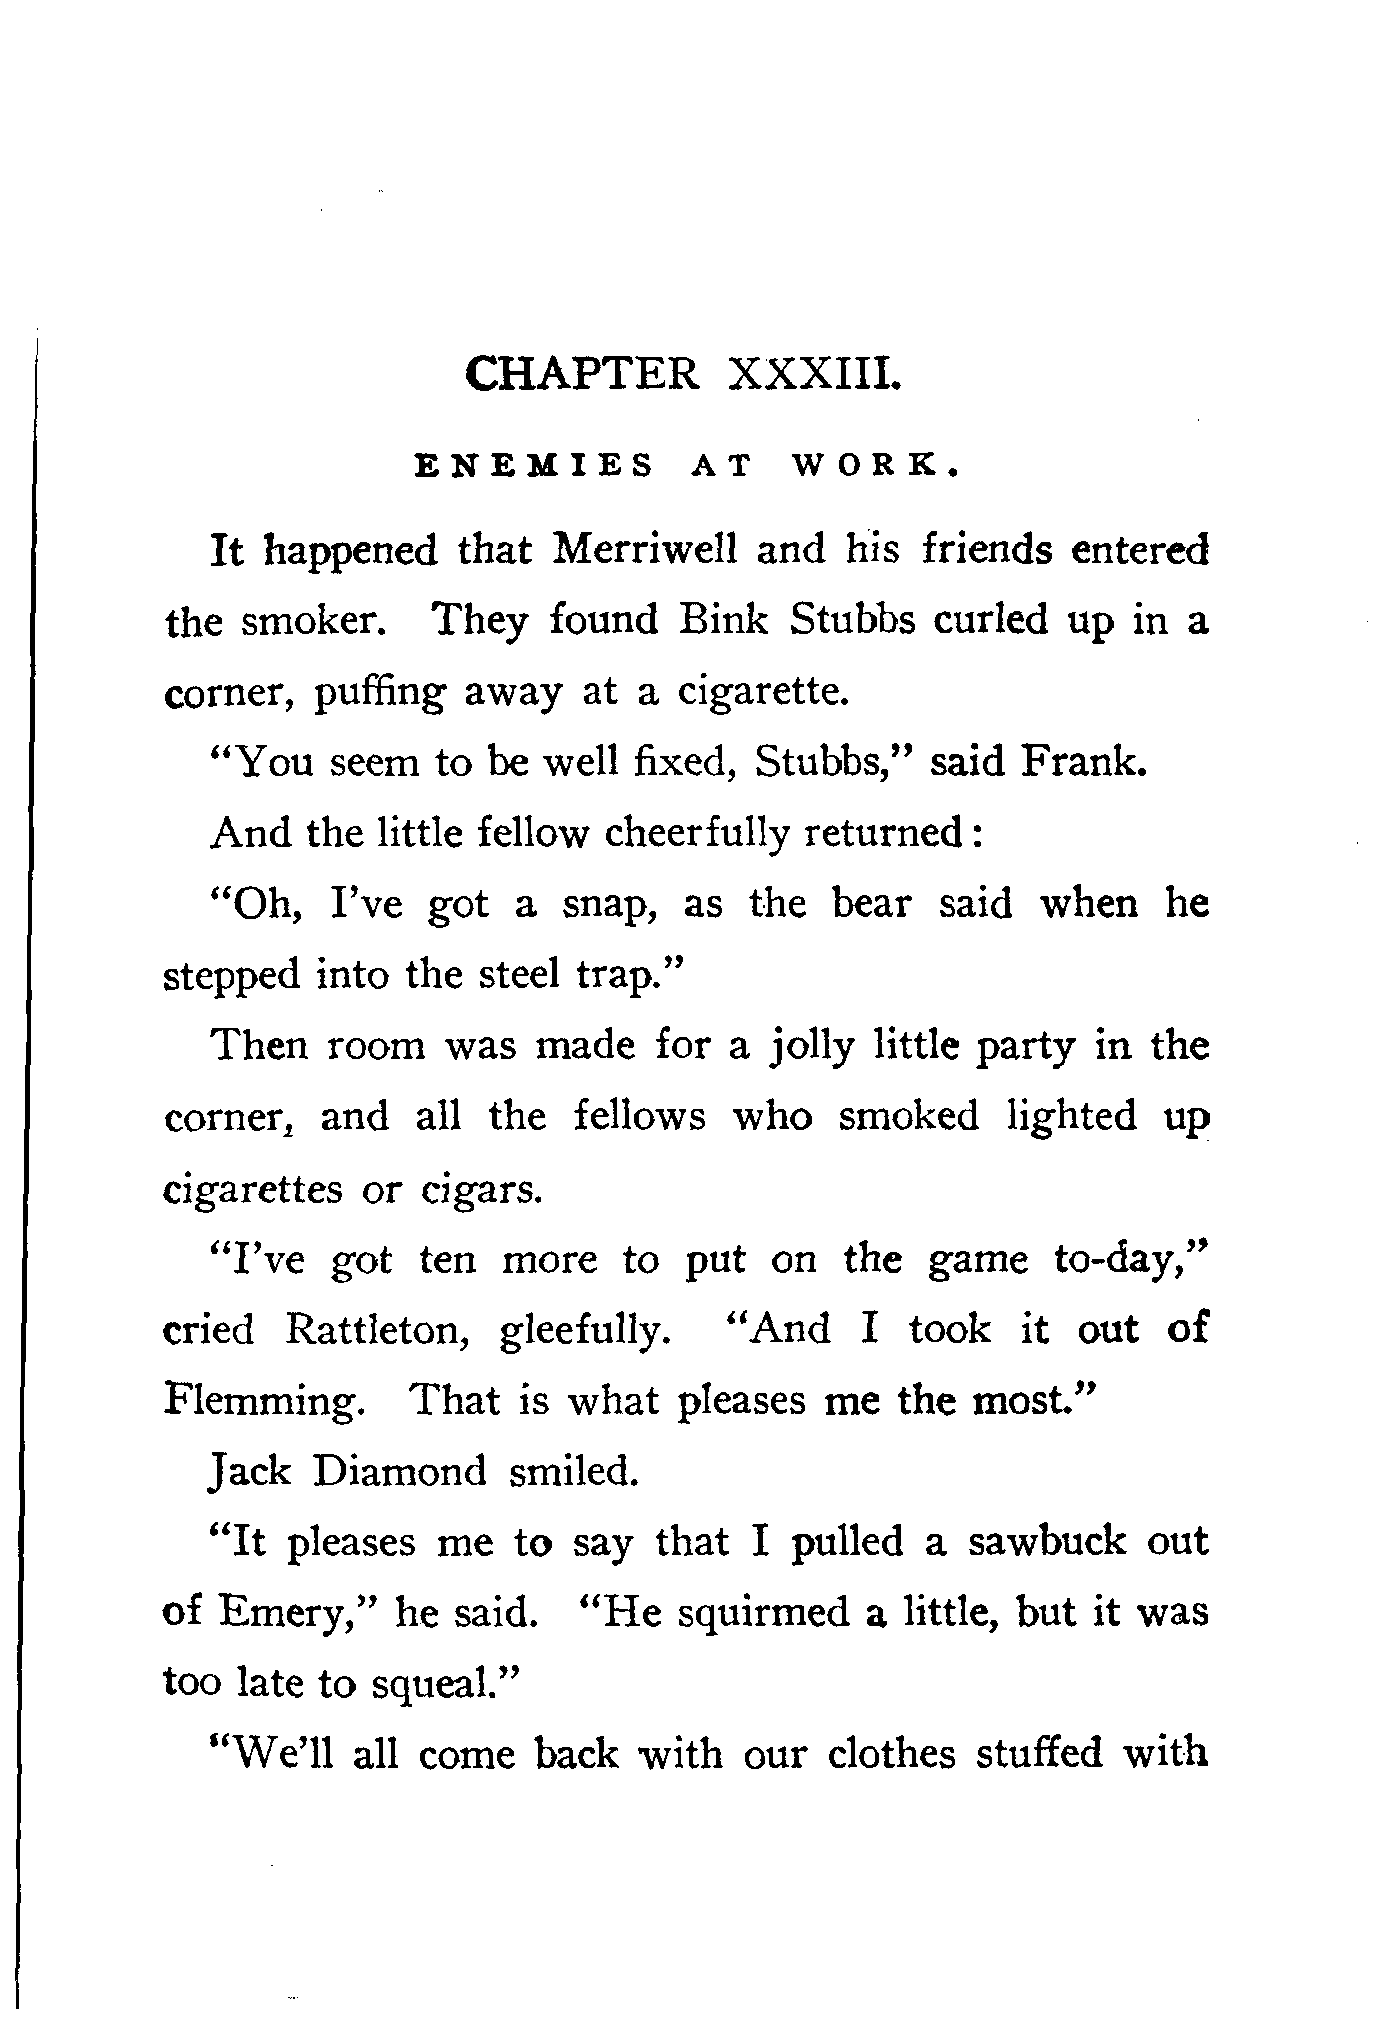 CHAPTER XXXIII.
ENEMIES AT WORK.
It happened that Merriwell and his friends entered
the smoker. They found Bink Stubbs curled up in a
corner, puffing away at a cigarette.
“You seem to be well fixed, Stubbs,” said Frank.
And the little fellow cheerfully returned:
“Oh, I’ve got a snap, as the bear said when he
stepped into the steel trap.”
Then room was made for a jolly little party in the
corner, and all the fellows who smoked lighted up
cigarettes or cigars.
“I’ve got ten more to put on the game to-day,”
cried Rattleton, gleefully. “And I took it out of
Flemming. That is what pleases me the most.”
Jack Diamond smiled.
“It pleases me to say that I pulled a sawbuck out
of Emery,” he said. “He squirmed a little, but it was
too late to squeal.”
“We’ll all come back with our clothes stuffed with